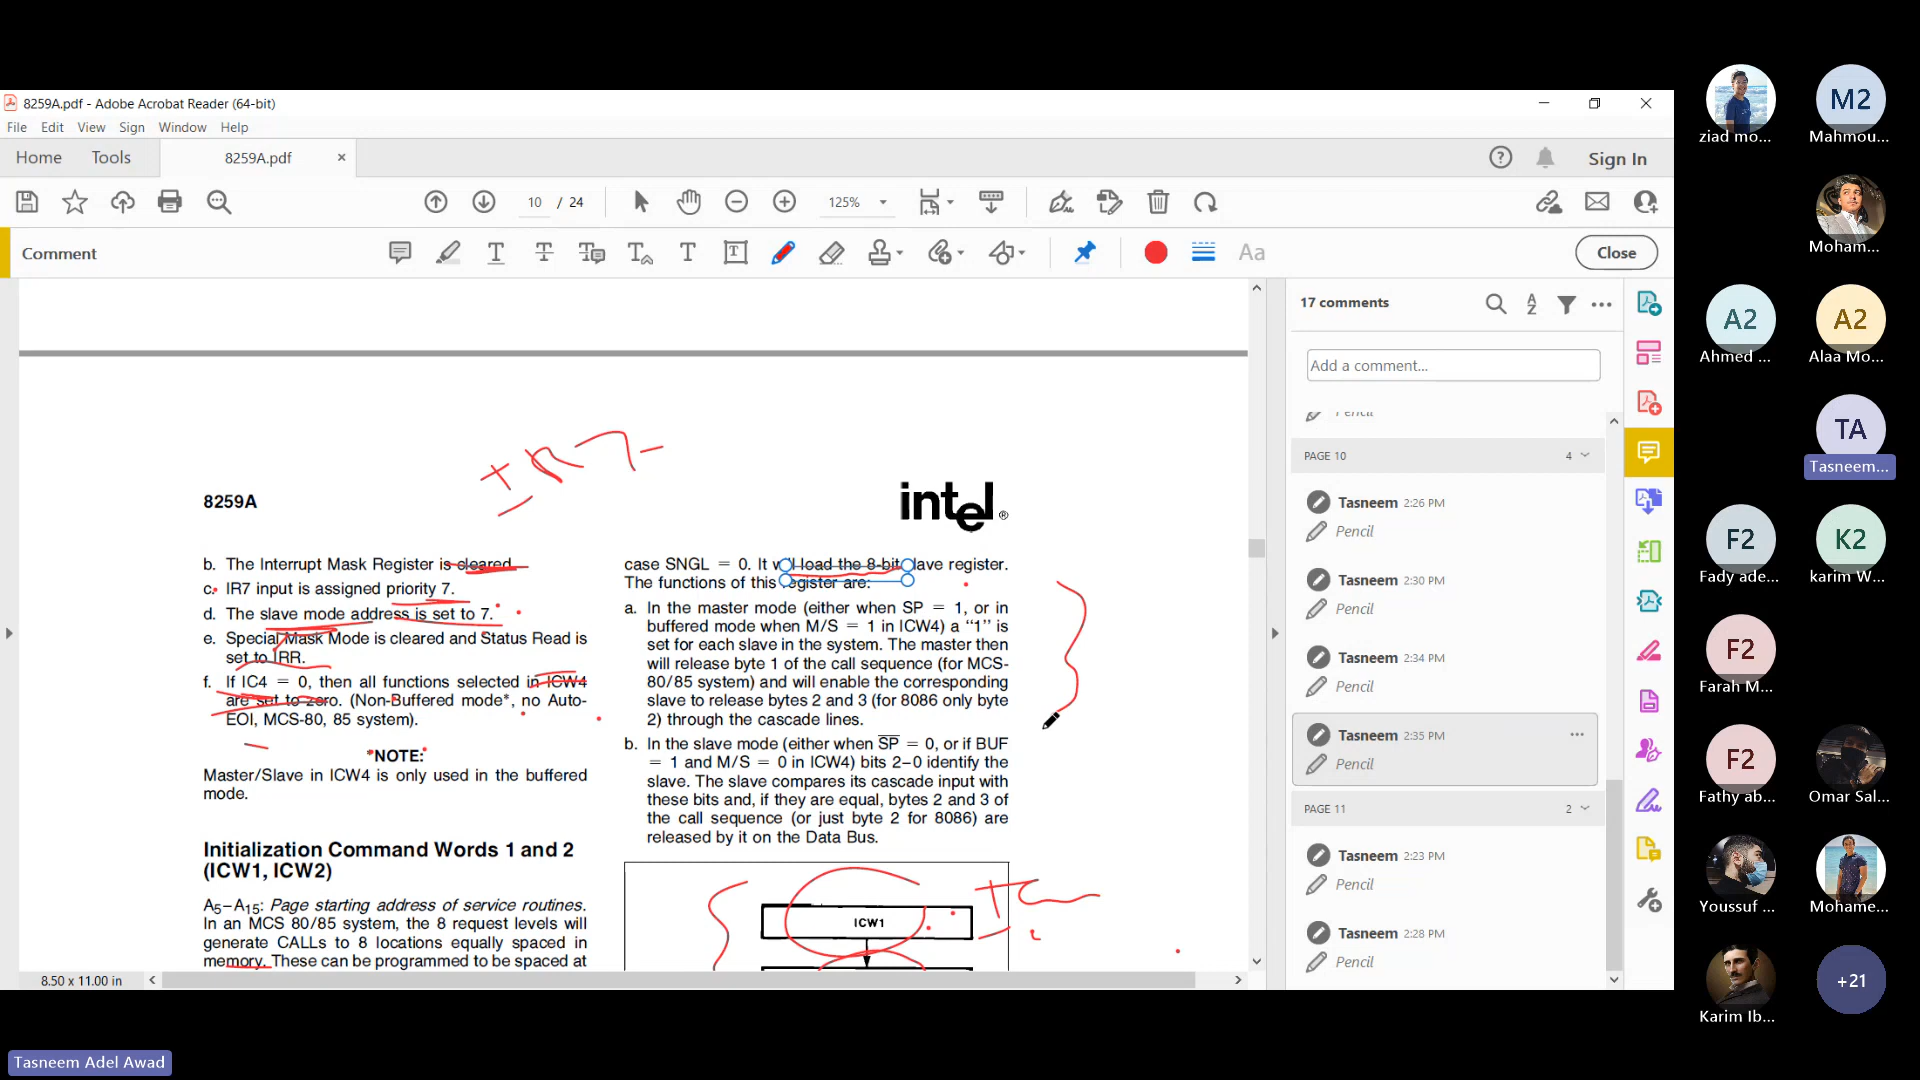 8259A.pdf - Adobe Acrobat Reader (64-bit)
File Edit View Sign Window Help
Home Tools 8259A.pdf × Sign In
10 / 24 125%
Comment Aa Close
17 comments
Add a comment...
Pencil
PAGE 10 4
Tasneem 2:26 PM
Pencil
Tasneem 2:30 PM
Pencil
Tasneem 2:34 PM
Pencil
Tasneem 2:35 PM
Pencil
PAGE 11 2
Tasneem 2:23 PM
Pencil
Tasneem 2:28 PM
Pencil
IR7
8259A
intel®
b. The Interrupt Mask Register is cleared.
c. IR7 input is assigned priority 7.
d. The slave mode address is set to 7.
e. Special Mask Mode is cleared and Status Read is
set to IRR.
f. If IC4 = 0, then all functions selected in ICW4
are set to zero. (Non-Buffered mode*, no Auto-
EOI, MCS-80, 85 system).
*NOTE:
Master/Slave in ICW4 is only used in the buffered
mode.
Initialization Command Words 1 and 2
(ICW1, ICW2)
A5–A15: Page starting address of service routines.
In an MCS 80/85 system, the 8 request levels will
generate CALLs to 8 locations equally spaced in
memory. These can be programmed to be spaced at
case SNGL = 0. It will load the 8-bit slave register.
The functions of this register are:
a. In the master mode (either when SP = 1, or in
buffered mode when M/S = 1 in ICW4) a “1” is
set for each slave in the system. The master then
will release byte 1 of the call sequence (for MCS-
80/85 system) and will enable the corresponding
slave to release bytes 2 and 3 (for 8086 only byte
2) through the cascade lines.
b. In the slave mode (either when SP = 0, or if BUF
= 1 and M/S = 0 in ICW4) bits 2–0 identify the
slave. The slave compares its cascade input with
these bits and, if they are equal, bytes 2 and 3 of
the call sequence (or just byte 2 for 8086) are
released by it on the Data Bus.
ICW1
8.50 x 11.00 in
ziad mo...
M2
Mahmou...
Moham...
A2
Ahmed ...
A2
Alaa Mo...
TA
Tasneem...
F2
Fady ade...
K2
karim W...
F2
Farah M...
F2
Fathy ab...
Omar Sal...
Youssuf ...
Mohame...
Karim Ib...
+21
Tasneem Adel Awad